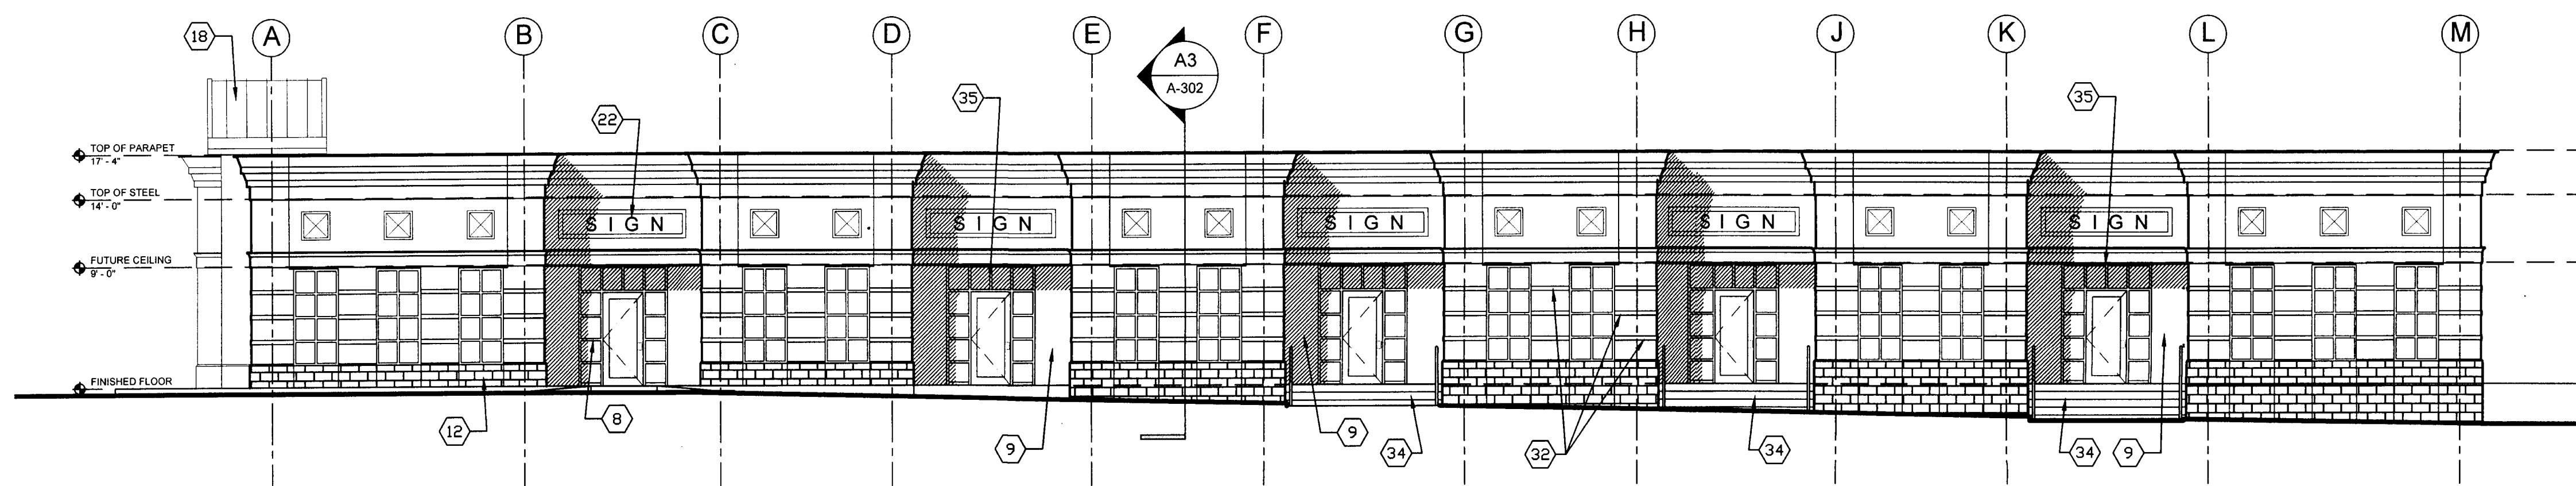 A B C D E F G H J K L M
18
A3
A-302
35
35
22
TOP OF PARAPET
17' - 4"
TOP OF STEEL
14' - 0"
SIGN SIGN SIGN SIGN SIGN
FUTURE CEILING
9' - 0"
FINISHED FLOOR
12
8
9
9
34
32
34
34
9